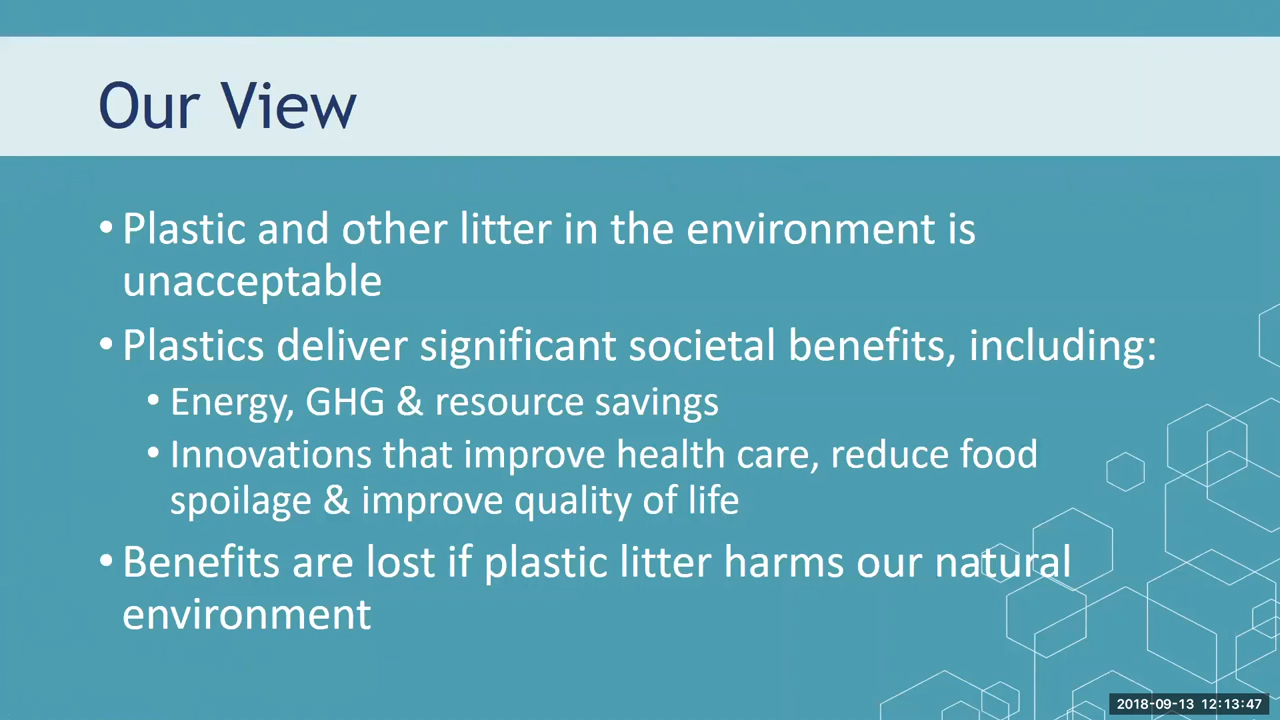 Our View
• Plastic and other litter in the environment is
unacceptable
• Plastics deliver significant societal benefits, including:
• Energy, GHG & resource savings
• Innovations that improve health care, reduce food
spoilage & improve quality of life
• Benefits are lost if plastic litter harms our natural
environment
2018-09-13 12:13:47